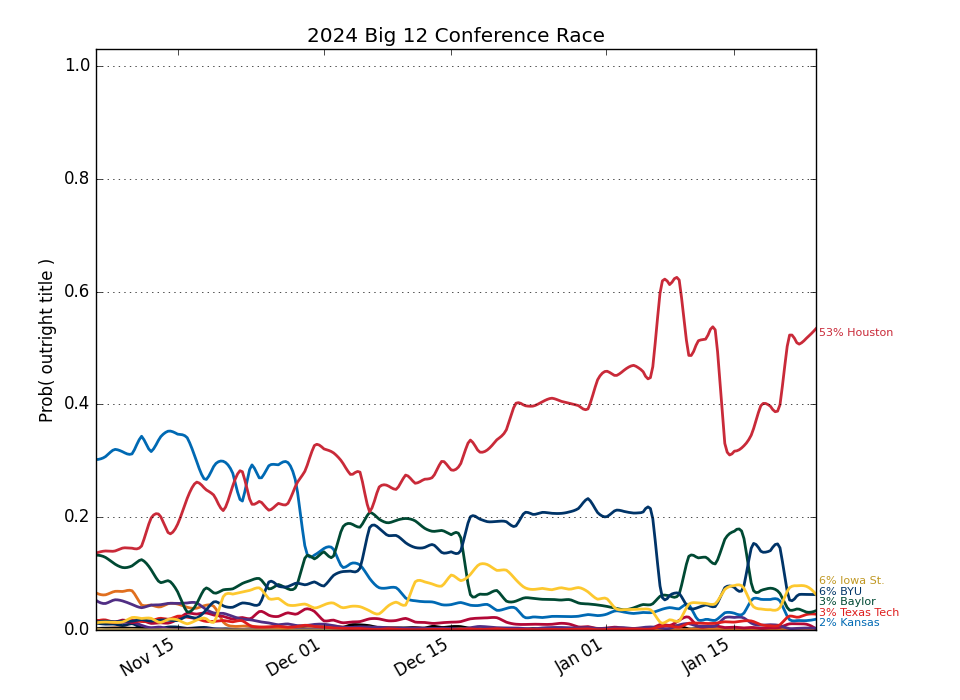 2024 Big 12 Conference Race
Prob( outright title )
1.0
0.8
0.6
0.4
0.2
0.0
53% Houston
6% Iowa St.
6% BYU
3% Baylor
3% Texas Tech
2% Kansas
Nov 15
Dec 01
Dec 15
Jan 01
Jan 15